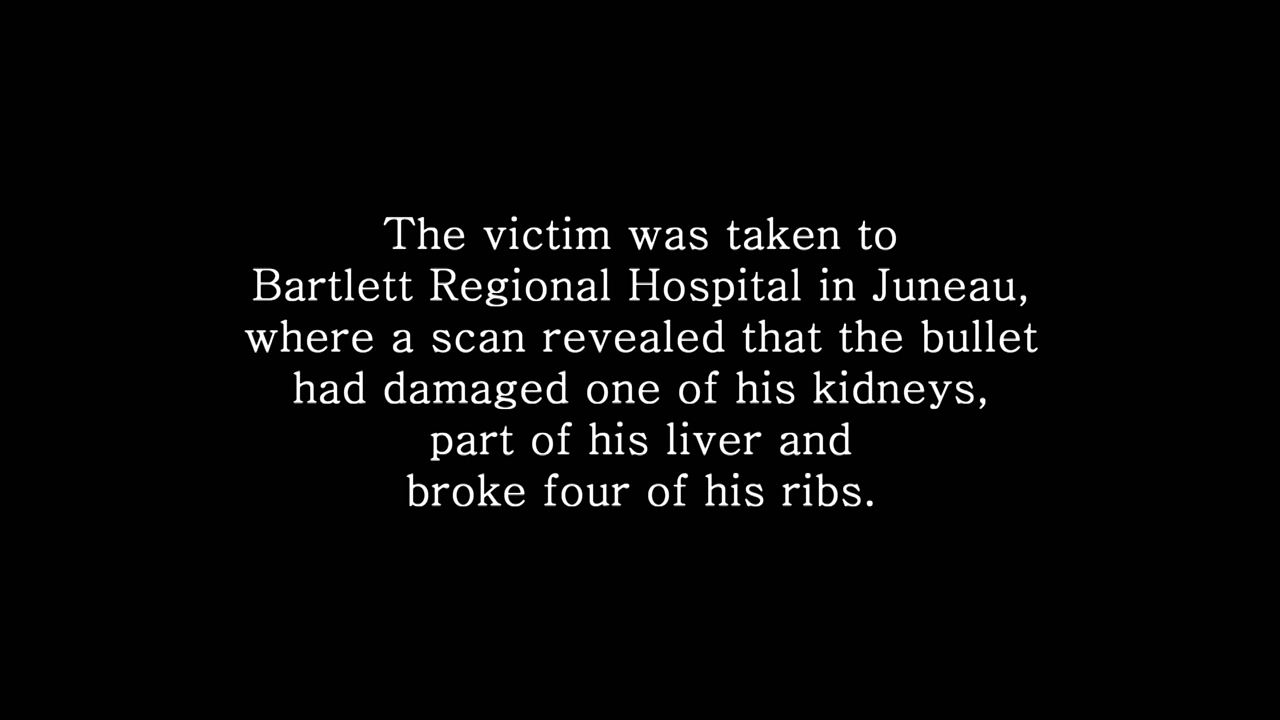 The victim was taken to
Bartlett Regional Hospital in Juneau,
where a scan revealed that the bullet
had damaged one of his kidneys,
part of his liver and
broke four of his ribs.